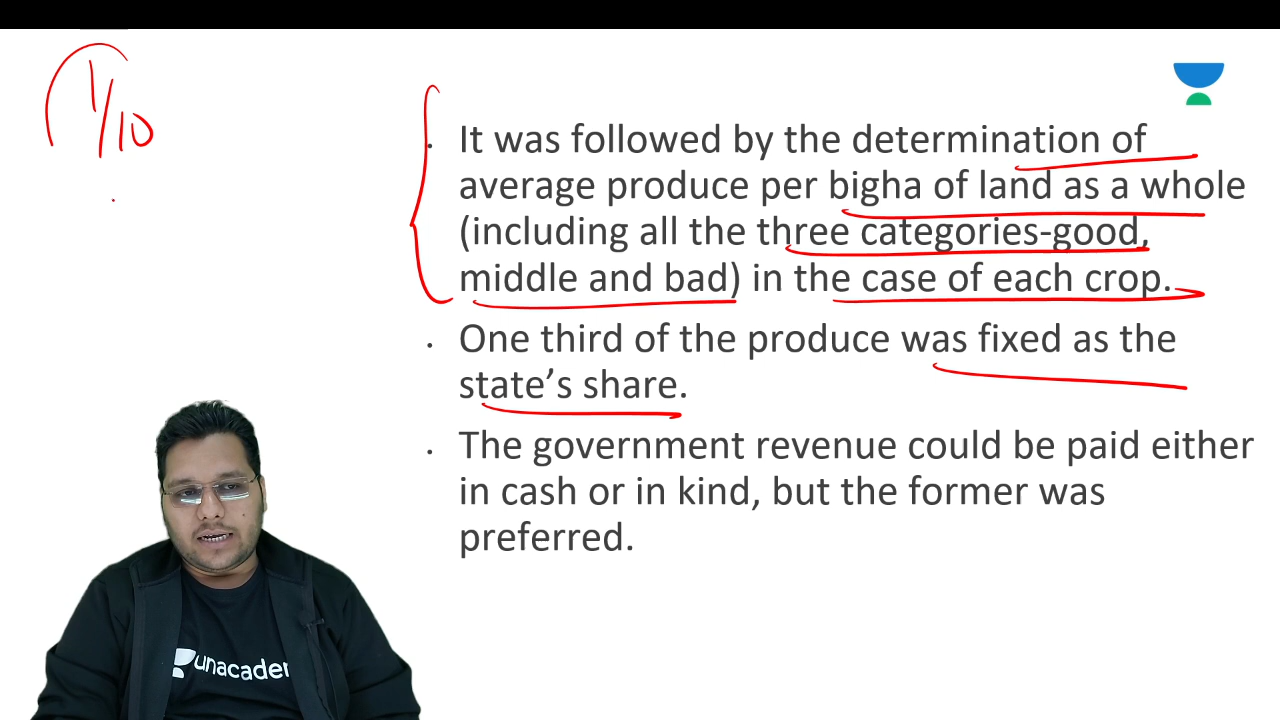 1/10
. It was followed by the determination of
average produce per bigha of land as a whole
(including all the three categories-good,
middle and bad) in the case of each crop.
. One third of the produce was fixed as the
state’s share.
. The government revenue could be paid either
in cash or in kind, but the former was
preferred.
unacadem